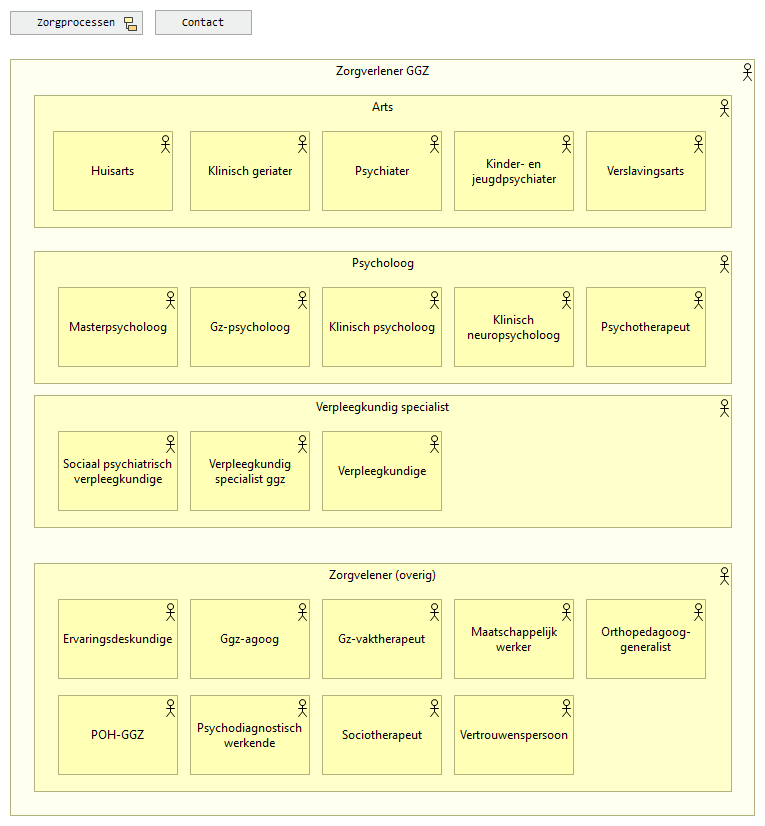 Zorgprocessen
Contact
Zorgverlener GGZ
Arts
Huisarts
Klinisch geriater
Psychiater
Kinder- en
jeugdpsychiater
Verslavingsarts
Psycholoog
Masterpsycholoog
Gz-psycholoog
Klinisch psycholoog
Klinisch
neuropsycholoog
Psychotherapeut
Verpleegkundig specialist
Sociaal psychiatrisch
verpleegkundige
Verpleegkundig
specialist ggz
Verpleegkundige
Zorgvelener (overig)
Ervaringsdeskundige
Ggz-agoog
Gz-vaktherapeut
Maatschappelijk
werker
Orthopedagoog-
generalist
POH-GGZ
Psychodiagnostisch
werkende
Sociotherapeut
Vertrouwenspersoon